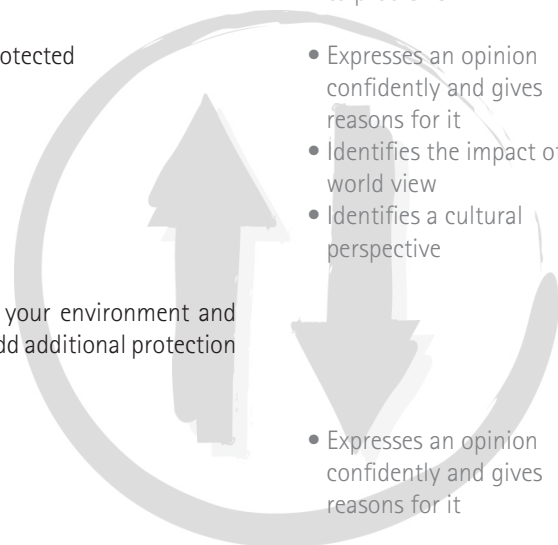 otected
your environment and
dd additional protection
• Expresses an opinion
confidently and gives
reasons for it
• Identifies the impact of
world view
• Identifies a cultural
perspective
• Expresses an opinion
confidently and gives
reasons for it